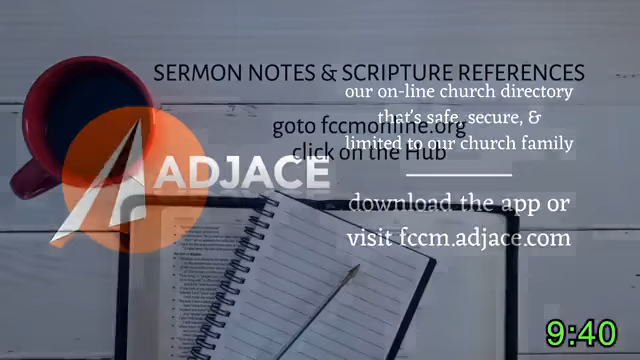 SERMON NOTES & SCRIPTURE REFERENCES
our on-line church directory
that's safe, secure, &
goto fccmonline.org
limited to our church family
click on the Hub
ADJACE
download the app or
visit fccm.adjace.com
9:40